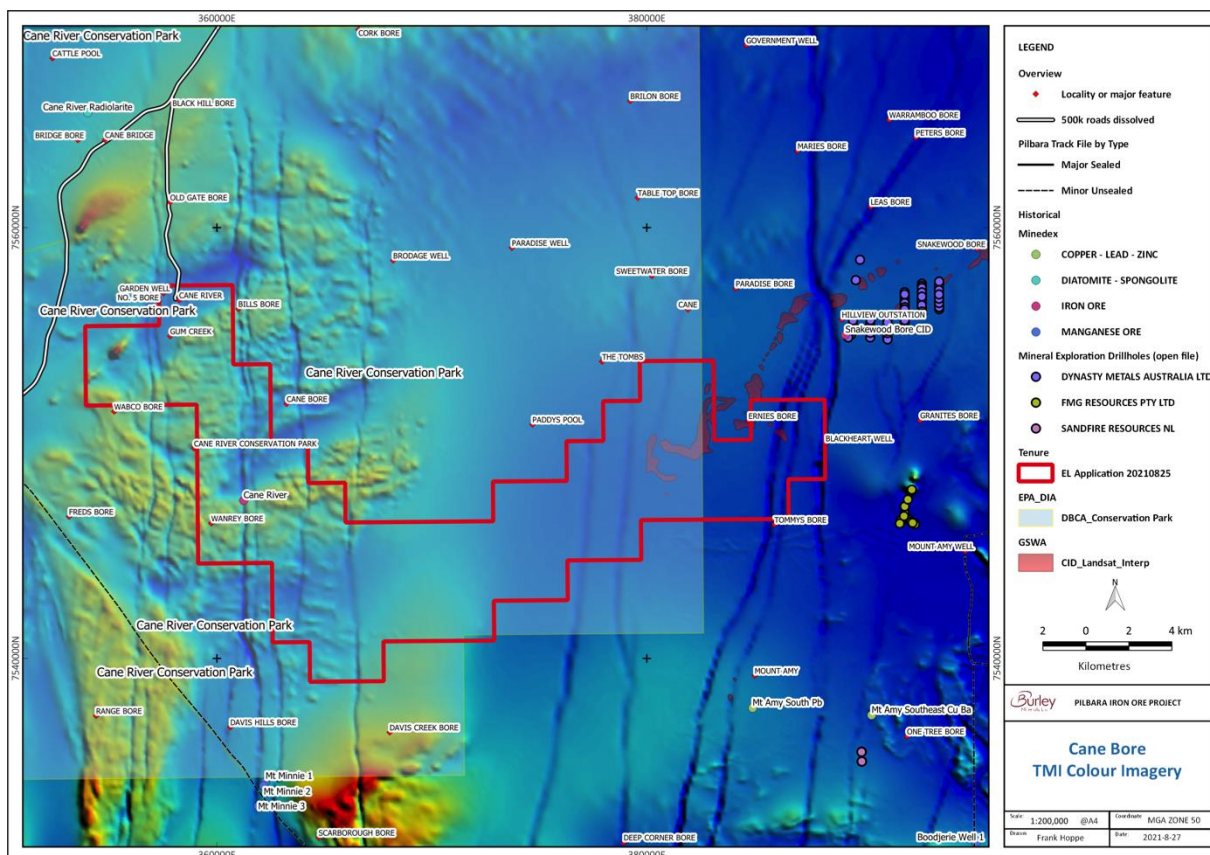 360000E
380000E
Cane River Conservation Park
CORK BORE
GOVERNMENT WELL
CATTLE POOL
BRILON BORE
Cane River Radiolarite
BLACK HILL BORE
WARRAMBOO BORE
BRIDGE BORE
CANE BRIDGE
PETERS BORE
MARIES BORE
OLD GATE BORE
TABLE TOP BORE
LEAS BORE
7560000N
7560000N
PARADISE WELL
SNAKEWOOD BORE
BRODAGE WELL
SWEETWATER BORE
GARDEN WELL
NO. 5 BORE
CANE RIVER
PARADISE BORE
Cane River Conservation Park
BILLS BORE
CANE
HILLVIEW OUTSTATION
GUM CREEK
Snakewood Bore CID
THE TOMBS
Cane River Conservation Park
CANE BORE
WABCO BORE
PADDYS POOL
ERNIES BORE
GRANITES BORE
CANE RIVER CONSERVATION PARK
BLACKHEART WELL
Cane River
FREDS BORE
WANREY BORE
TOMMYS BORE
MOUNT AMY WELL
Cane River Conservation Park
7540000N
7540000N
Cane River Conservation Park
MOUNT AMY
RANGE BORE
DAVIS HILLS BORE
DAVIS CREEK BORE
Mt Amy South Pb
Mt Amy Southeast Cu Ba
ONE TREE BORE
Mt Minnie 1
Mt Minnie 2
Mt Minnie 3
SCARBOROUGH BORE
DEEP CORNER BORE
Boodjerie Well 1
360000E
380000E
LEGEND
Overview
Locality or major feature
500k roads dissolved
Pilbara Track File by Type
Major Sealed
Minor Unsealed
Historical
Minedex
COPPER - LEAD - ZINC
DIATOMITE - SPONGOLITE
IRON ORE
MANGANESE ORE
Mineral Exploration Drillholes (open file)
DYNASTY METALS AUSTRALIA LTD
FMG RESOURCES PTY LTD
SANDFIRE RESOURCES NL
Tenure
EL Application 20210825
EPA_DIA
DBCA_Conservation Park
GSWA
CID_Landsat_Interp
N
2 0 2 4 km
Kilometres
Burley
PILBARA IRON ORE PROJECT
Cane Bore
TMI Colour Imagery
Scale: 1:200,000 @A4
Coordinate MGA ZONE 50
Drawn Frank Hoppe
Date: 2021-8-27